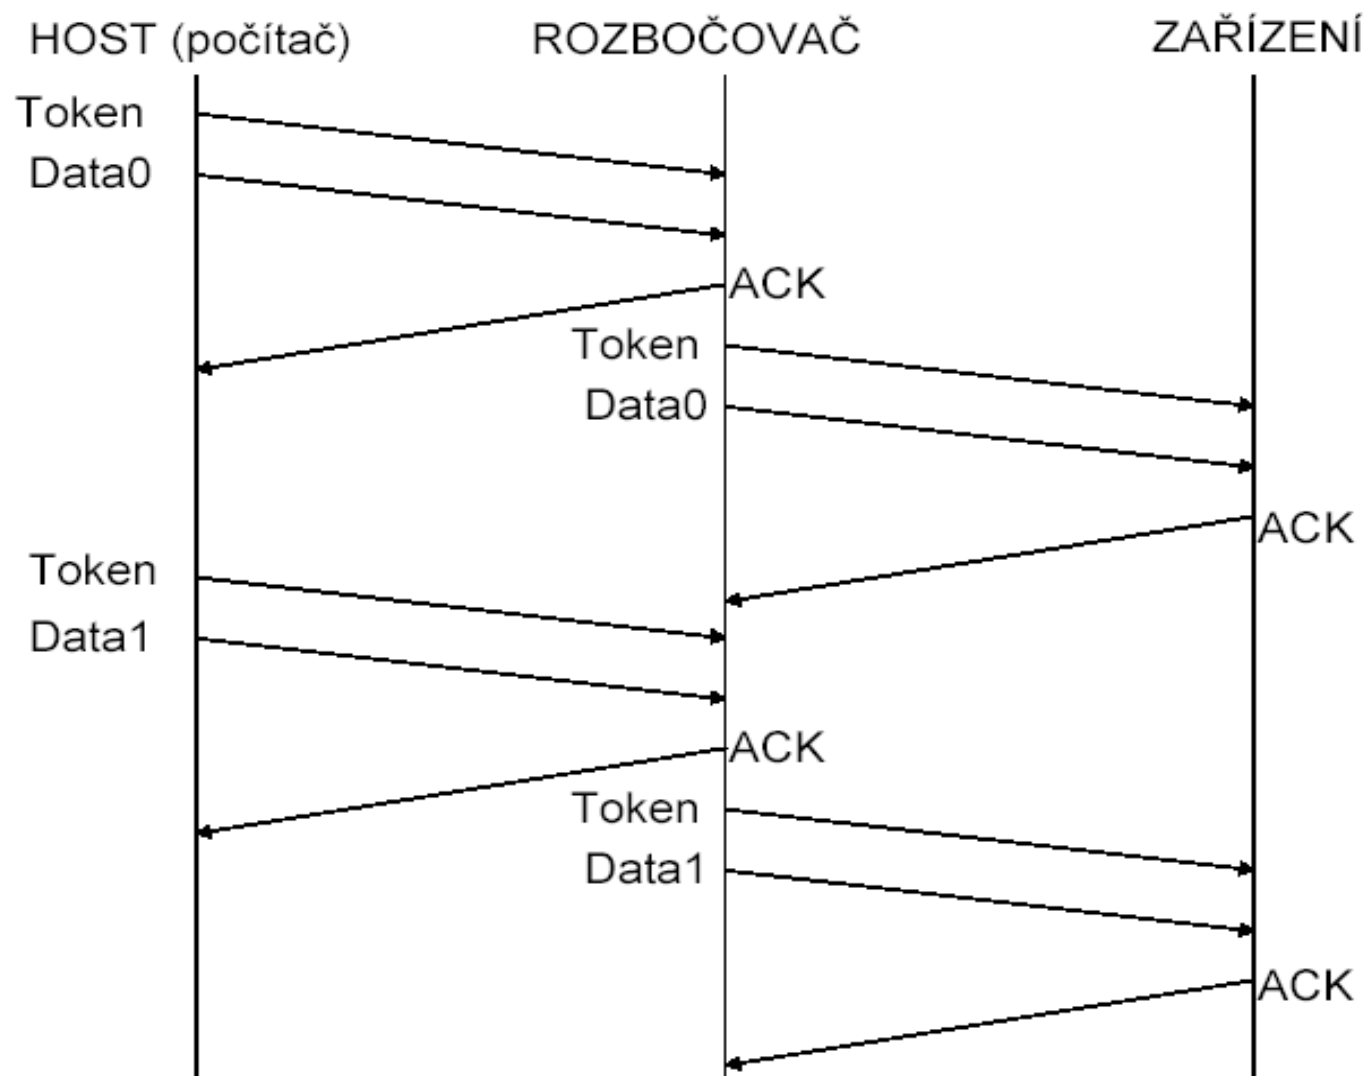 HOST (počítač) ROZBOČOVAČ ZAŘÍZENÍ
Token
Data0
ACK
Token
Data0
ACK
Token
Data1
ACK
Token
Data1
ACK